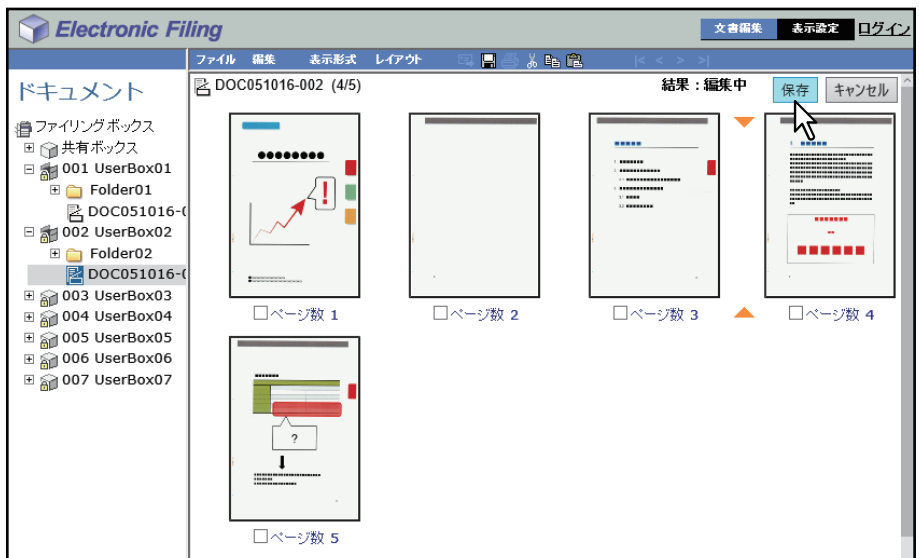 Electronic Filing
文書編集 表示設定 ログイン
ファイル 編集 表示形式 レイアウト |< < > >|
ドキュメント
ファイリングボックス
共有ボックス
001 UserBox01
Folder01
DOC051016-0
002 UserBox02
Folder02
DOC051016-0
003 UserBox03
004 UserBox04
005 UserBox05
006 UserBox06
007 UserBox07
DOC051016-002 (4/5) 結果：編集中 保存 キャンセル
!
ページ数 1 ページ数 2 ページ数 3 ページ数 4
?
ページ数 5